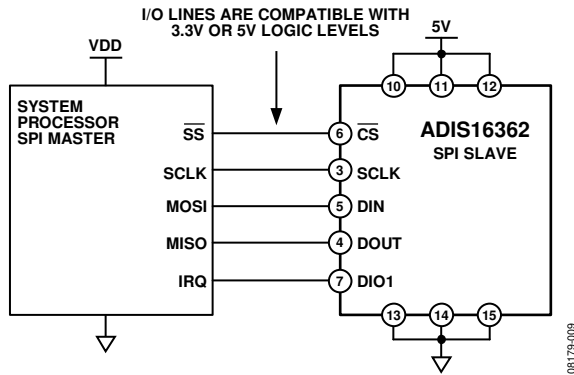 I/O LINES ARE COMPATIBLE WITH
3.3V OR 5V LOGIC LEVELS
VDD
5V
10 11 12
SYSTEM
PROCESSOR
SPI MASTER
ADIS16362
SPI SLAVE
SS 6 CS
SCLK 3 SCLK
MOSI 5 DIN
MISO 4 DOUT
IRQ 7 DIO1
13 14 15
08179-009